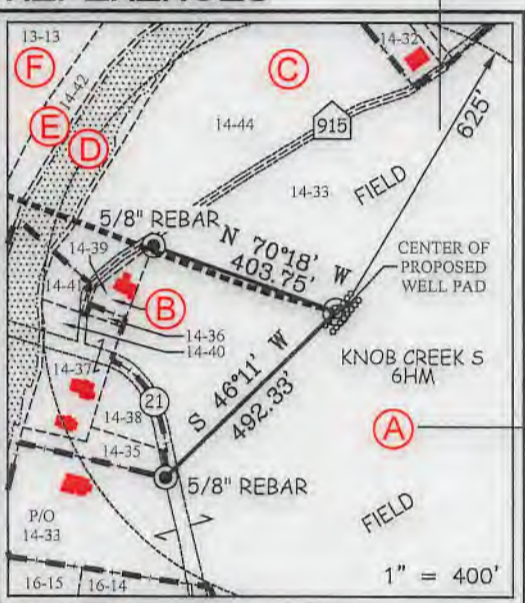 13-13
F
14-42
C
14-32
E
D
14-44
915
625'
14-33
FIELD
5/8" REBAR
N 70°18' W
403.75'
14-39
CENTER OF
PROPOSED
WELL PAD
14-41
B
14-36
14-40
KNOB CREEK S
6HM
14-37
S 46°11' W
492.33'
21
14-38
A
14-35
5/8" REBAR
FIELD
P/O
14-33
16-15
16-14
1" = 400'